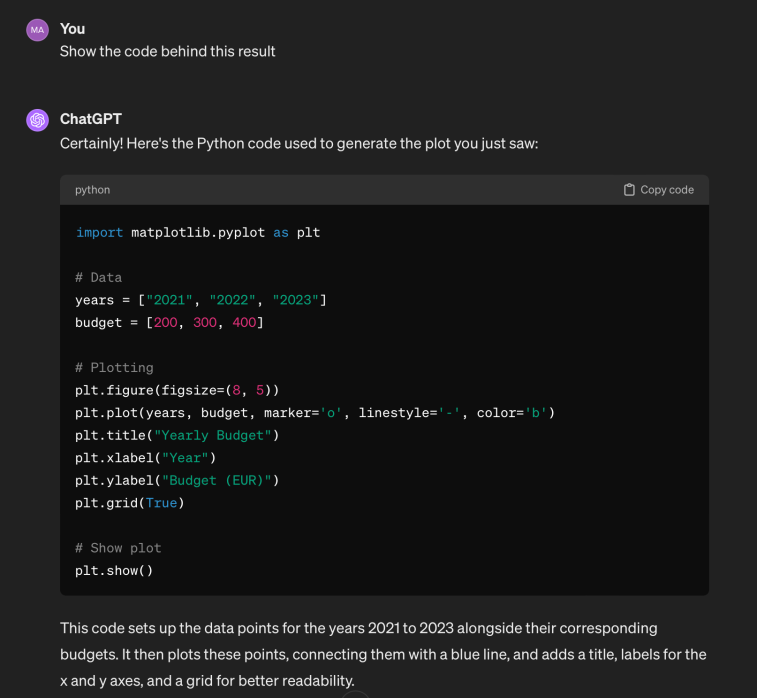 MA
You
Show the code behind this result
ChatGPT
Certainly! Here's the Python code used to generate the plot you just saw:
python
Copy code
import matplotlib.pyplot as plt
# Data
years = ["2021", "2022", "2023"]
budget = [200, 300, 400]
# Plotting
plt.figure(figsize=(8, 5))
plt.plot(years, budget, marker='o', linestyle='-', color='b')
plt.title("Yearly Budget")
plt.xlabel("Year")
plt.ylabel("Budget (EUR)")
plt.grid(True)
# Show plot
plt.show()
This code sets up the data points for the years 2021 to 2023 alongside their corresponding
budgets. It then plots these points, connecting them with a blue line, and adds a title, labels for the
x and y axes, and a grid for better readability.